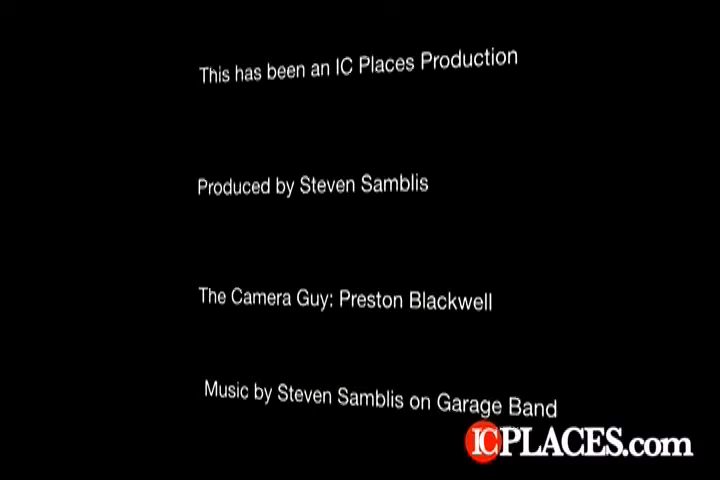 This has been an IC Places Production
Produced by Steven Samblis
The Camera Guy: Preston Blackwell
Music by Steven Samblis on Garage Band
ICPLACES.com